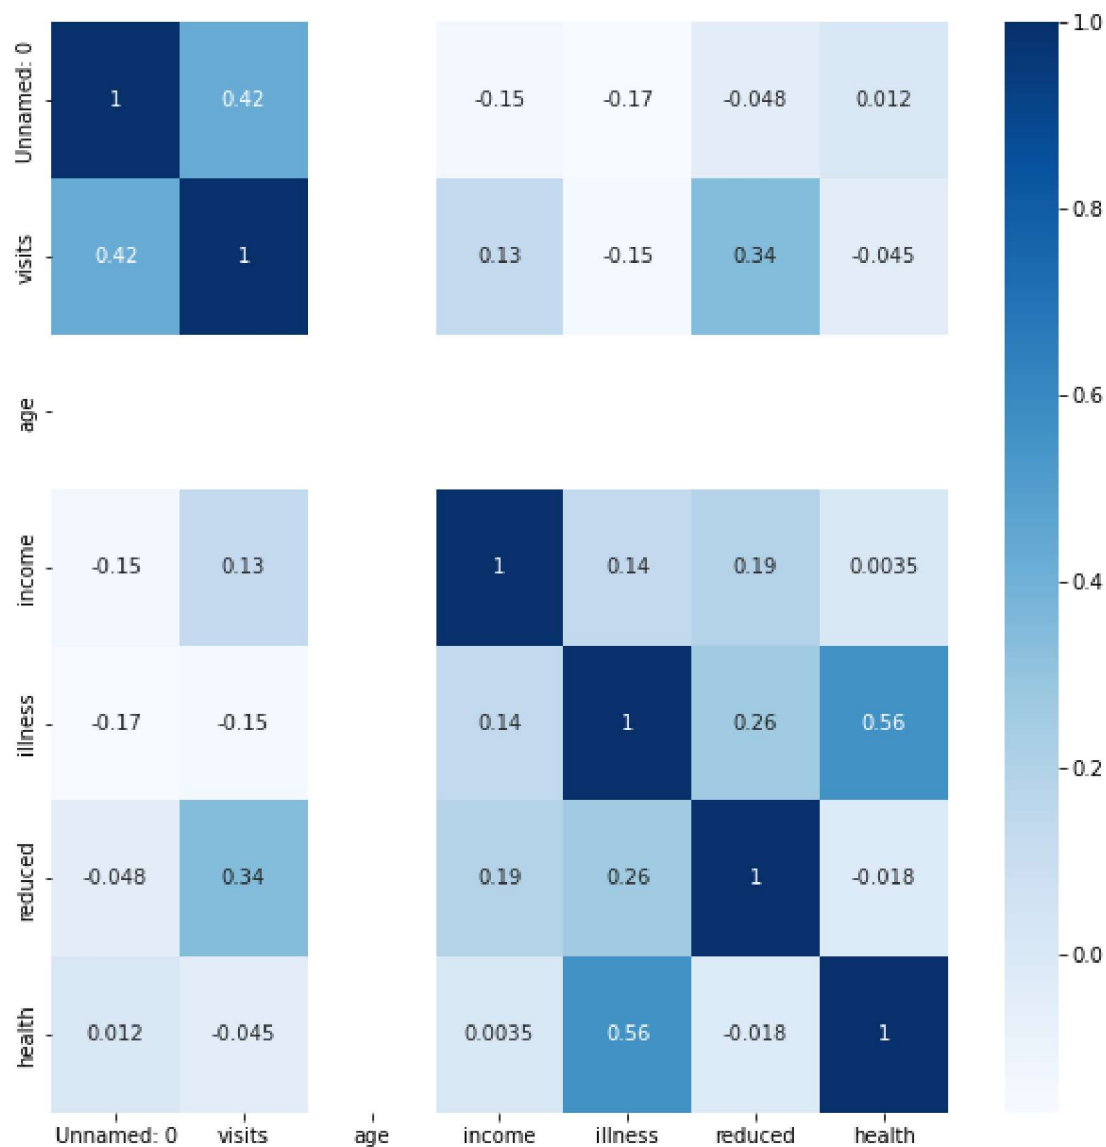 Unnamed: 0 1 0.42 -0.15 -0.17 -0.048 0.012
visits 0.42 1 0.13 -0.15 0.34 -0.045
age
income -0.15 0.13 1 0.14 0.19 0.0035
illness -0.17 -0.15 0.14 1 0.26 0.56
reduced -0.048 0.34 0.19 0.26 1 -0.018
health 0.012 -0.045 0.0035 0.56 -0.018 1
Unnamed: 0 visits age income illness reduced health
1.0
0.8
0.6
0.4
0.2
0.0